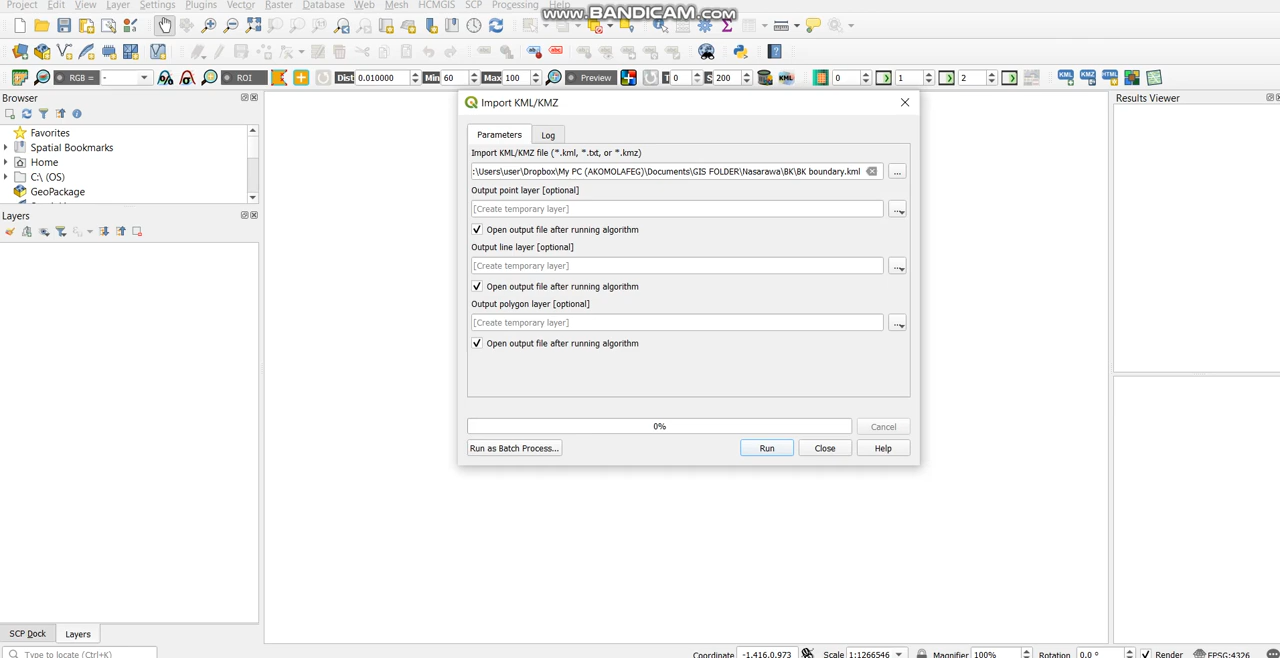 www.BANDICAM.com
Project Edit View Layer Settings Plugins Vector Raster Database Web Mesh HCMGIS SCP Processing
RGB = - ROI Dist 0.010000 Min 60 Max 100 Preview T 0 S 200 KML 0 1 2 KML KMZ HTML
Browser
Favorites
Spatial Bookmarks
Home
C:\ (OS)
GeoPackage
Layers
SCP Dock Layers
Type to locate (Ctrl+K)
Import KML/KMZ
Parameters Log
Import KML/KMZ file (*.kml, *.txt, or *.kmz)
:\Users\user\Dropbox\My PC (AKOMOLAFEG)\Documents\GIS FOLDER\Nasarawa\BK\BK boundary.kml ...
Output point layer [optional]
[Create temporary layer] ...
Open output file after running algorithm
Output line layer [optional]
[Create temporary layer] ...
Open output file after running algorithm
Output polygon layer [optional]
[Create temporary layer] ...
Open output file after running algorithm
0% Cancel
Run as Batch Process... Run Close Help
Results Viewer
Coordinate -1.416,0.973 Scale 1:1266546 Magnifier 100% Rotation 0.0 ° Render EPSG:4326